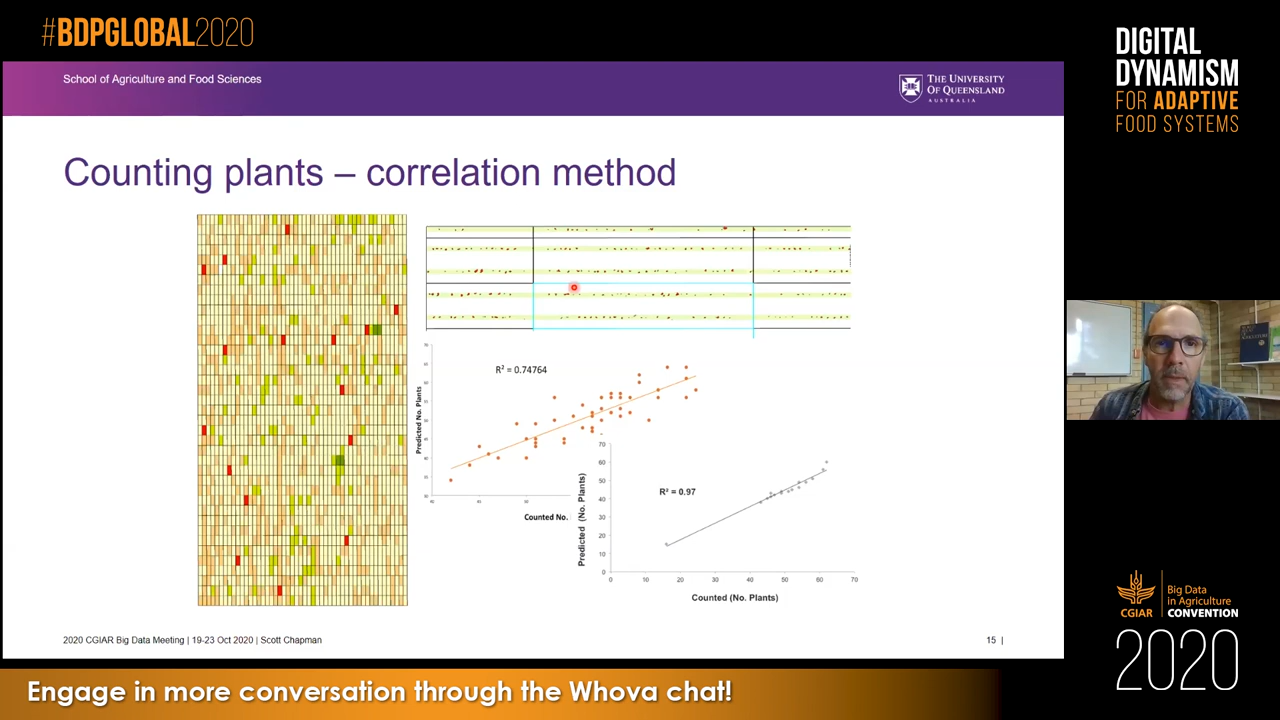 #BDPGLOBAL2020
School of Agriculture and Food Sciences
THE UNIVERSITY
OF QUEENSLAND
AUSTRALIA
DIGITAL
DYNAMISM
FOR ADAPTIVE
FOOD SYSTEMS
Counting plants – correlation method
R² = 0.74764
Predicted No. Plants
Counted No.
R² = 0.97
Predicted (No. Plants)
70
60
50
40
30
20
10
0
0 10 20 30 40 50 60 70
Counted (No. Plants)
2020 CGIAR Big Data Meeting | 19-23 Oct 2020 | Scott Chapman
15 |
CGIAR
Big Data
in Agriculture
CONVENTION
2020
Engage in more conversation through the Whova chat!